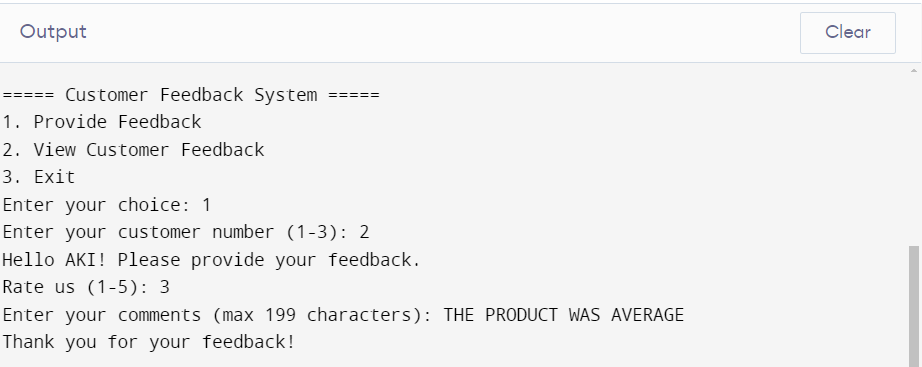 Output
Clear
===== Customer Feedback System =====
1. Provide Feedback
2. View Customer Feedback
3. Exit
Enter your choice: 1
Enter your customer number (1-3): 2
Hello AKI! Please provide your feedback.
Rate us (1-5): 3
Enter your comments (max 199 characters): THE PRODUCT WAS AVERAGE
Thank you for your feedback!